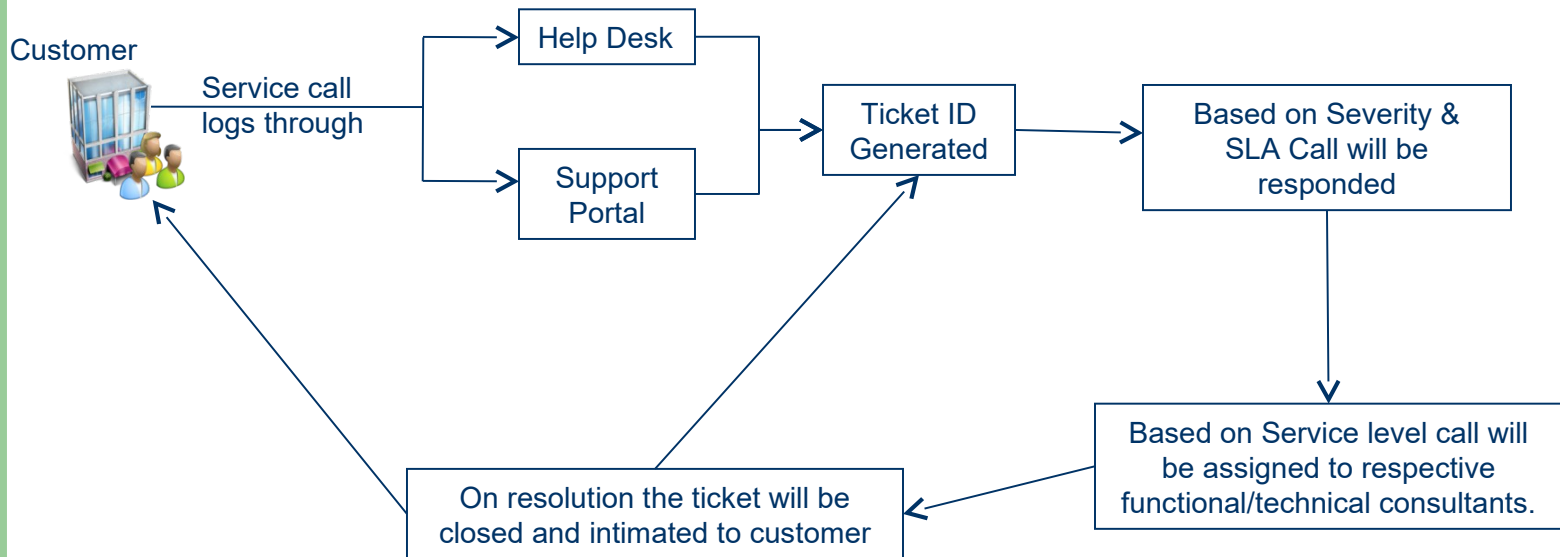 Customer
Service call
logs through
Help Desk
Support
Portal
Ticket ID
Generated
Based on Severity &
SLA Call will be
responded
Based on Service level call will
be assigned to respective
functional/technical consultants.
On resolution the ticket will be
closed and intimated to customer